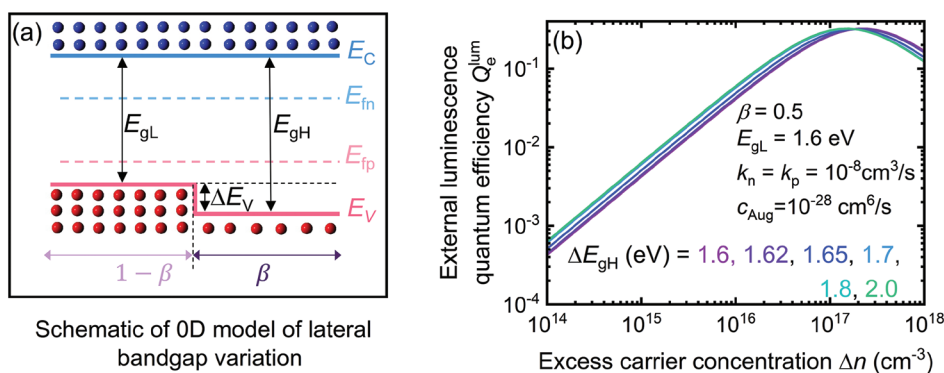 (a)
E_C
E_fn
E_gL
E_gH
E_fp
ΔE_V
E_V
1 − β
β
Schematic of 0D model of lateral
bandgap variation
(b)
External luminescence
quantum efficiency Q_e^lum
10^-1
10^-2
10^-3
10^-4
β = 0.5
E_gL = 1.6 eV
k_n = k_p = 10^-8cm^3/s
c_Aug=10^-28 cm^6/s
ΔE_gH (eV) = 1.6, 1.62, 1.65, 1.7,
1.8, 2.0
10^14 10^15 10^16 10^17 10^18
Excess carrier concentration Δn (cm^-3)